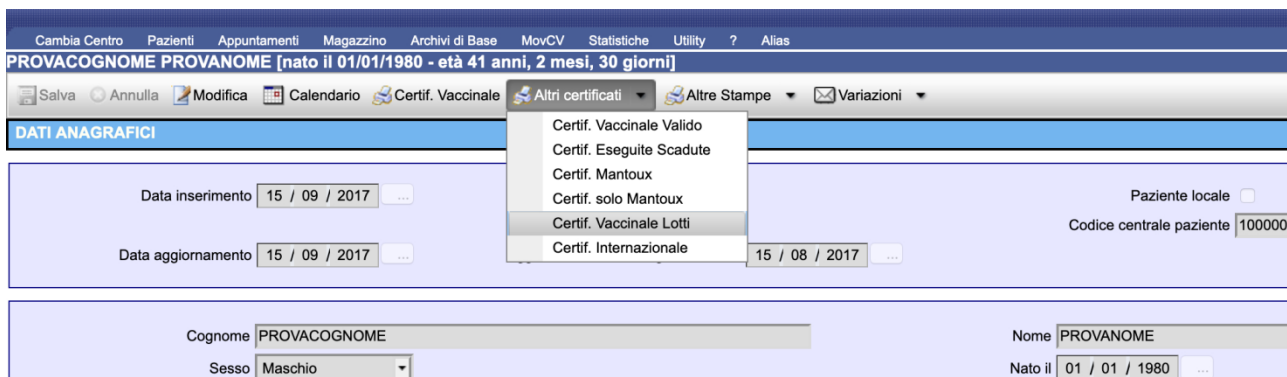 Cambia Centro Pazienti Appuntamenti Magazzino Archivi di Base MovCV Statistiche Utility ? Alias
PROVACOGNOME PROVANOME [nato il 01/01/1980 - età 41 anni, 2 mesi, 30 giorni]
Salva Annulla Modifica Calendario Certif. Vaccinale Altri certificati Altre Stampe Variazioni
DATI ANAGRAFICI
Certif. Vaccinale Valido
Certif. Eseguite Scadute
Certif. Mantoux
Certif. solo Mantoux
Certif. Vaccinale Lotti
Certif. Internazionale
Data inserimento 15 / 09 / 2017 ...
Paziente locale
Codice centrale paziente 100000
Data aggiornamento 15 / 09 / 2017 ... 15 / 08 / 2017 ...
Cognome PROVACOGNOME Nome PROVANOME
Sesso Maschio Nato il 01 / 01 / 1980 ...